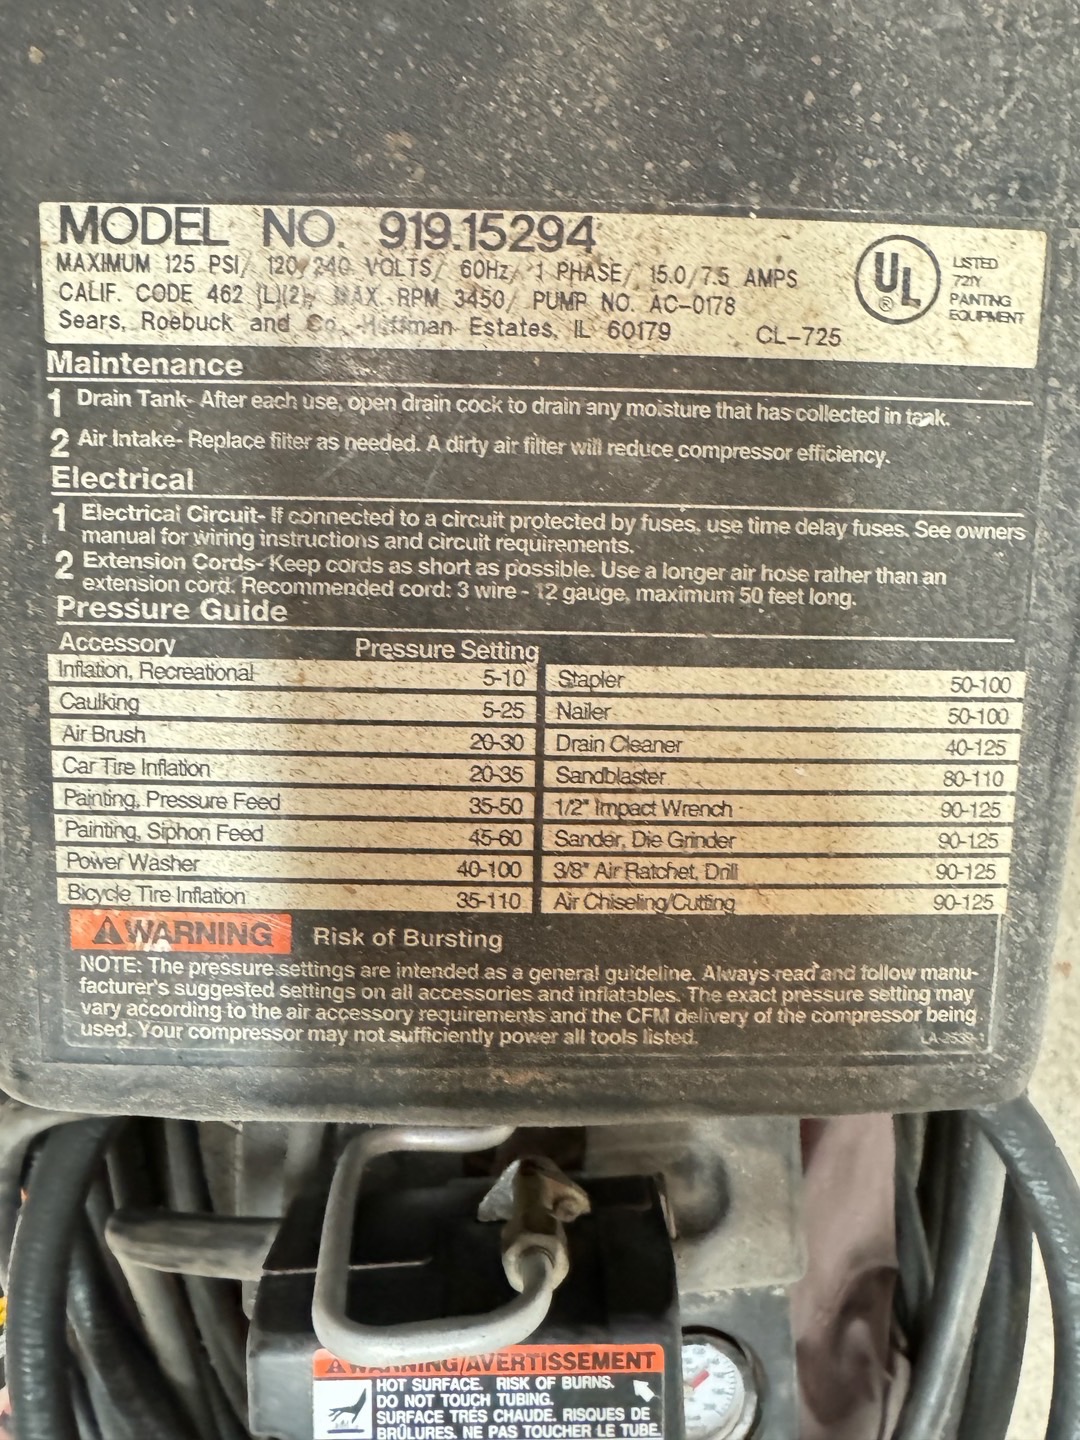 MODEL NO. 919.15294
MAXIMUM 125 PSI/ 120/240 VOLTS/ 60Hz/ 1 PHASE/ 15.0/7.5 AMPS
CALIF. CODE 462 (L)(2)/ MAX. RPM 3450/ PUMP NO. AC-0178
Sears, Roebuck and Co., Hoffman Estates, IL 60179 CL-725
UL
®
LISTED
721Y
PANTING
EQUIPMENT
Maintenance
1 Drain Tank- After each use, open drain cock to drain any moisture that has collected in tank.
2 Air Intake- Replace filter as needed. A dirty air filter will reduce compressor efficiency.
Electrical
1 Electrical Circuit- If connected to a circuit protected by fuses, use time delay fuses. See owners
manual for wiring instructions and circuit requirements.
2 Extension Cords- Keep cords as short as possible. Use a longer air hose rather than an
extension cord. Recommended cord: 3 wire - 12 gauge, maximum 50 feet long.
Pressure Guide
Accessory Pressure Setting
Inflation, Recreational 5-10 Stapler 50-100
Caulking 5-25 Nailer 50-100
Air Brush 20-30 Drain Cleaner 40-125
Car Tire Inflation 20-35 Sandblaster 80-110
Painting, Pressure Feed 35-50 1/2" Impact Wrench 90-125
Painting, Siphon Feed 45-60 Sander, Die Grinder 90-125
Power Washer 40-100 3/8" Air Ratchet, Drill 90-125
Bicycle Tire Inflation 35-110 Air Chiseling/Cutting 90-125
WARNING Risk of Bursting
NOTE: The pressure settings are intended as a general guideline. Always read and follow manu-
facturer's suggested settings on all accessories and inflatables. The exact pressure setting may
vary according to the air accessory requirements and the CFM delivery of the compressor being
used. Your compressor may not sufficiently power all tools listed.
LA-2539-1
WARNING/AVERTISSEMENT
HOT SURFACE. RISK OF BURNS.
DO NOT TOUCH TUBING.
SURFACE TRÉS CHAUDE. RISQUES DE
BRÛLURES. NE PAS TOUCHER LE TUBE.